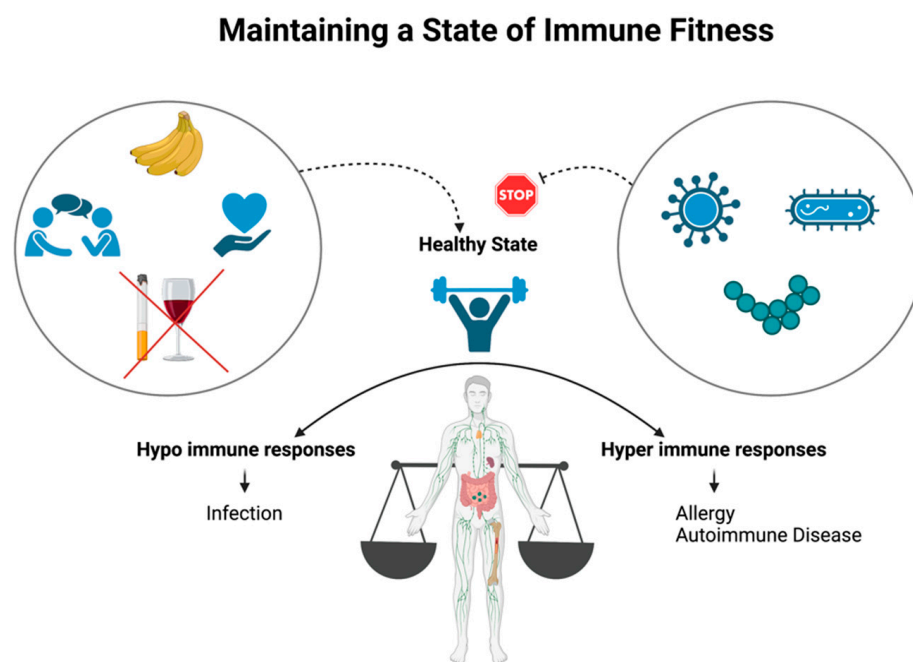 Maintaining a State of Immune Fitness
STOP
Healthy State
Hypo immune responses
Infection
Hyper immune responses
Allergy
Autoimmune Disease